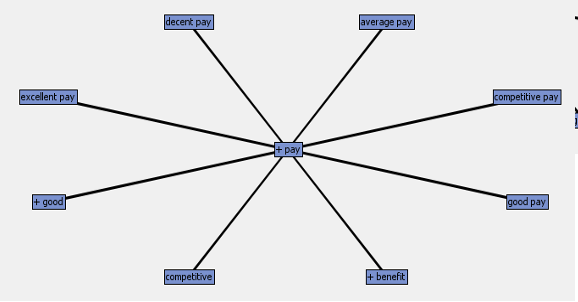 decent pay
average pay
excellent pay
competitive pay
+ pay
+ good
good pay
competitive
+ benefit